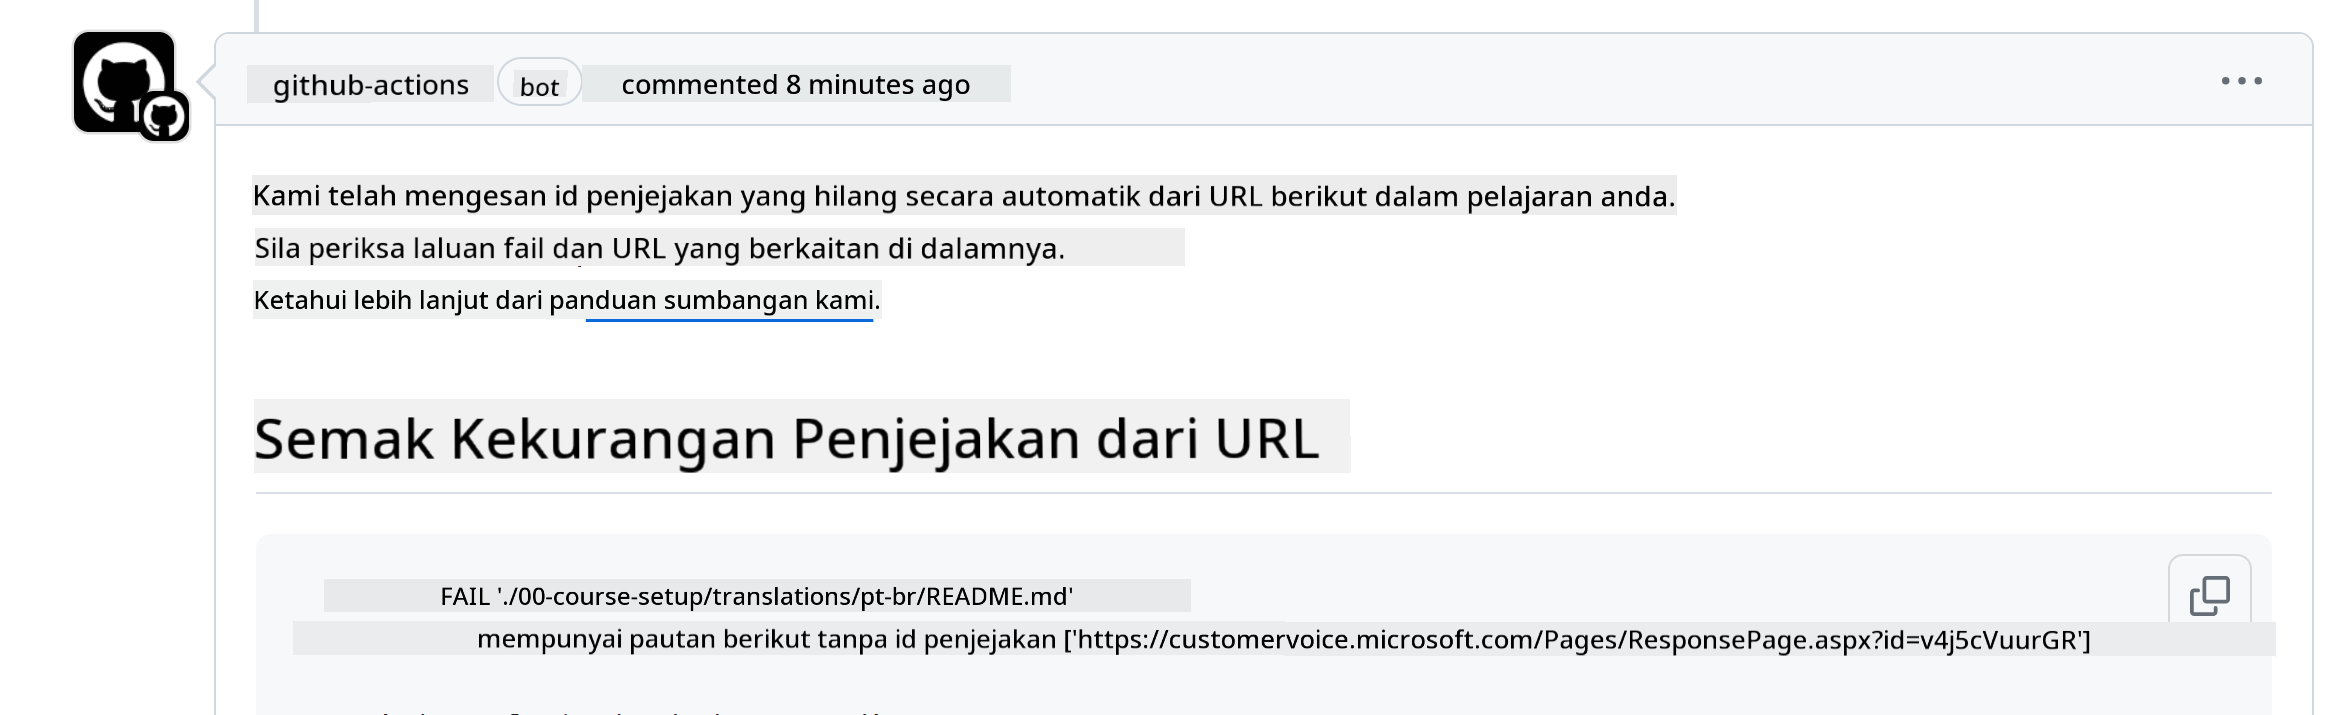 github-actions bot commented 8 minutes ago
Kami telah mengesan id penjejakan yang hilang secara automatik dari URL berikut dalam pelajaran anda.
Sila periksa laluan fail dan URL yang berkaitan di dalamnya.
Ketahui lebih lanjut dari panduan sumbangan kami.
Semak Kekurangan Penjejakan dari URL
FAIL './00-course-setup/translations/pt-br/README.md'
mempunyai pautan berikut tanpa id penjejakan ['https://customervoice.microsoft.com/Pages/ResponsePage.aspx?id=v4j5cVuurGR']